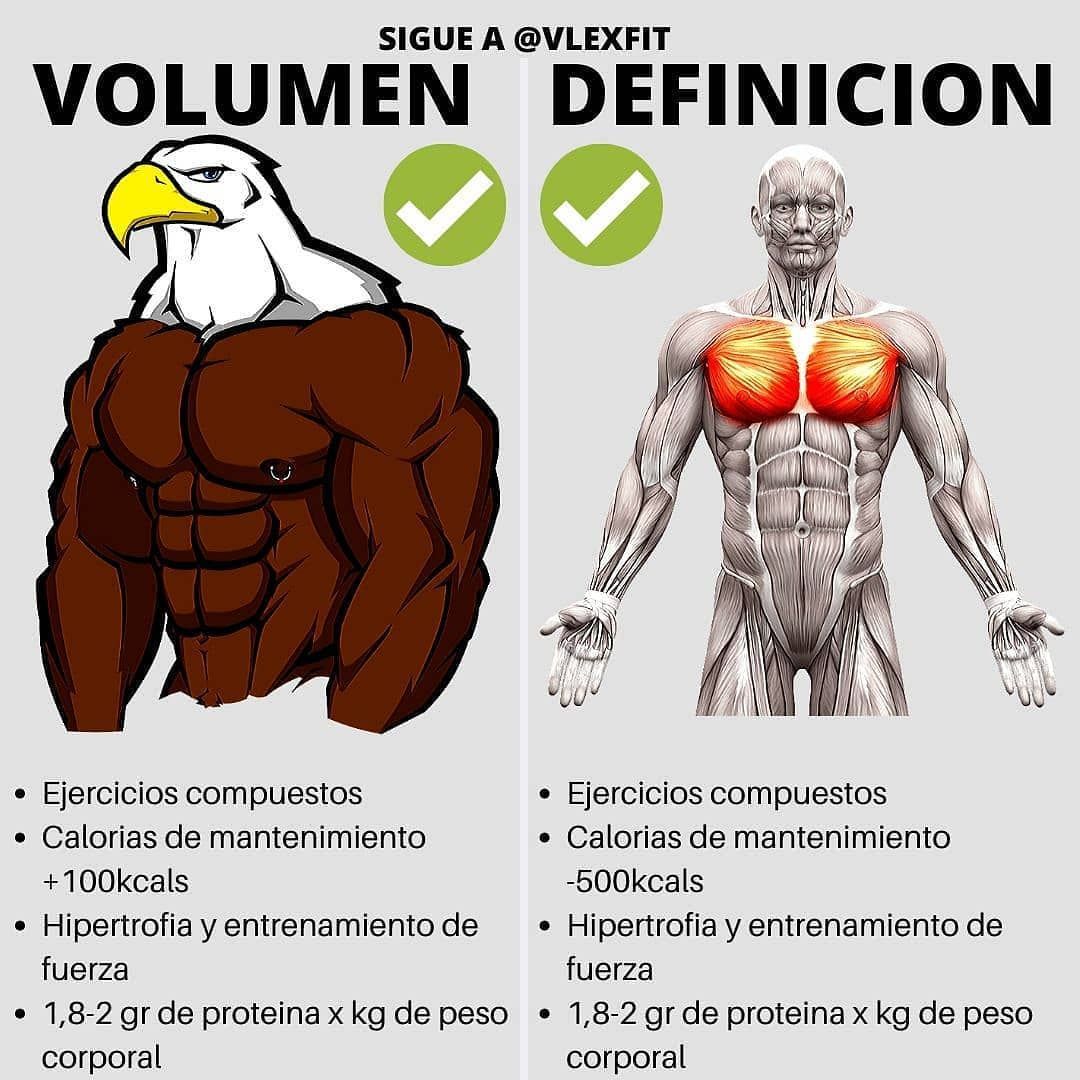 SIGUE A @VLEXFIT
VOLUMEN
• Ejercicios compuestos
• Calorias de mantenimiento
+100kcals
• Hipertrofia y entrenamiento de
fuerza
• 1,8-2 gr de proteina x kg de peso
corporal
DEFINICION
• Ejercicios compuestos
• Calorias de mantenimiento
-500kcals
• Hipertrofia y entrenamiento de
fuerza
• 1,8-2 gr de proteina x kg de peso
corporal